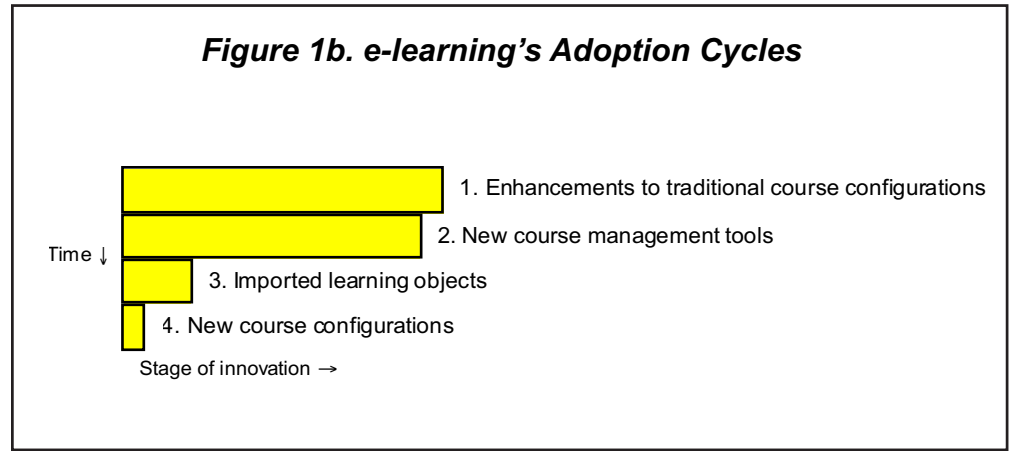 Figure 1b. e-learning’s Adoption Cycles
1. Enhancements to traditional course configurations
2. New course management tools
Time ↓
3. Imported learning objects
4. New course configurations
Stage of innovation →